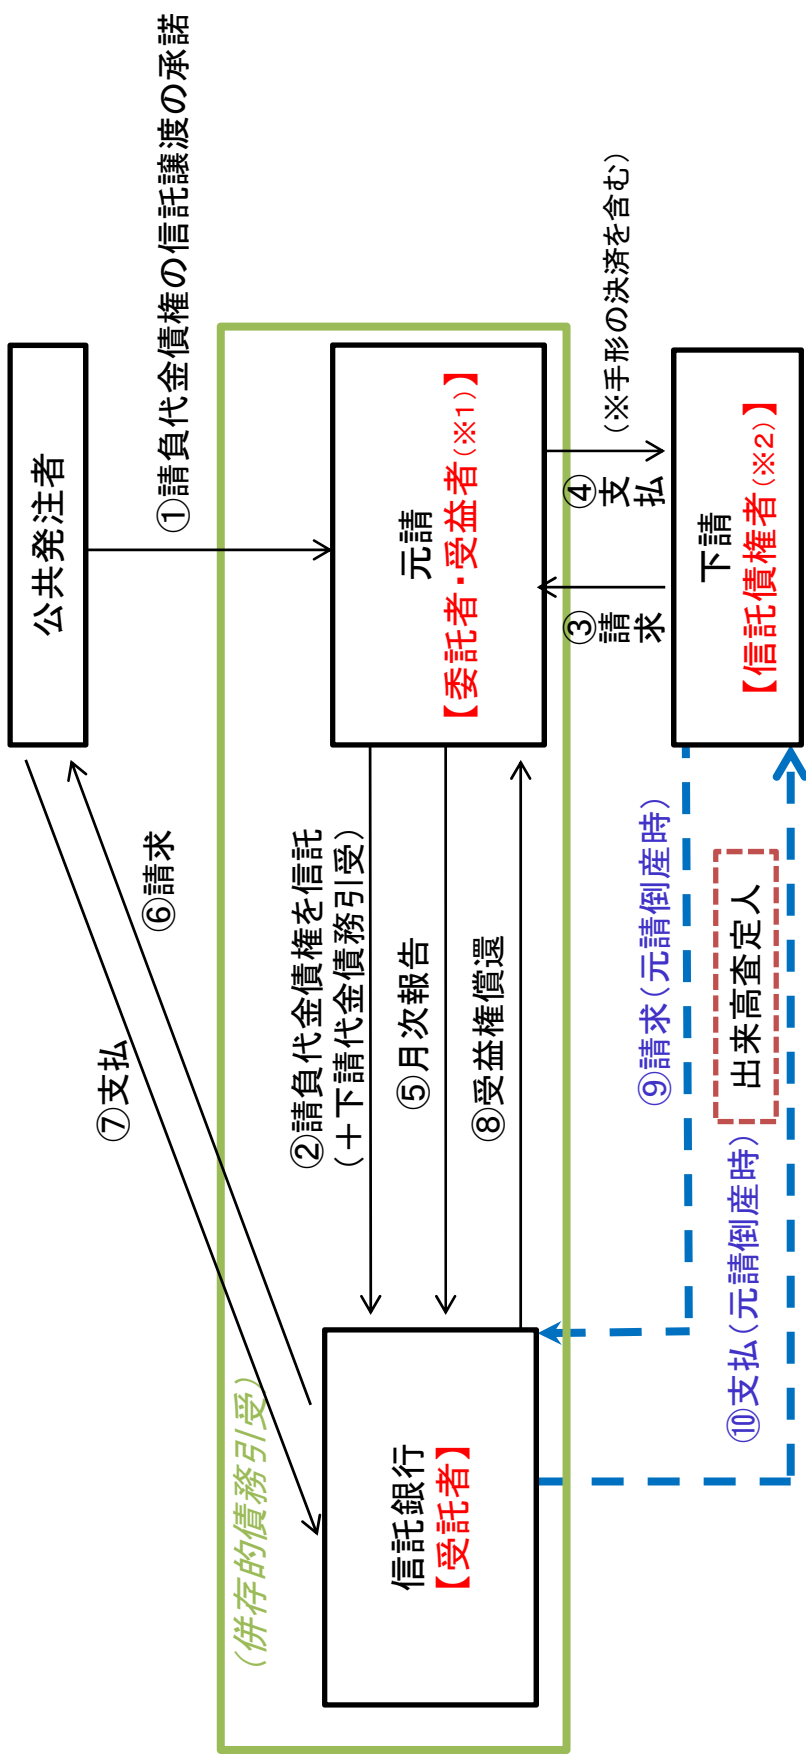 公共発注者
①請負代金債権の信託譲渡の承諾
⑥請求
⑦支払
(併存的債務引受)
②請負代金債権を信託
(＋下請代金債務引受)
⑤月次報告
⑧受益権償還
信託銀行
【受託者】
元請
【委託者・受益者(※1)】
③
請
求
④
支
払
(※手形の決済を含む)
下請
【信託債権者(※2)】
⑨請求(元請倒産時)
出来高査定人
⑩支払(元請倒産時)